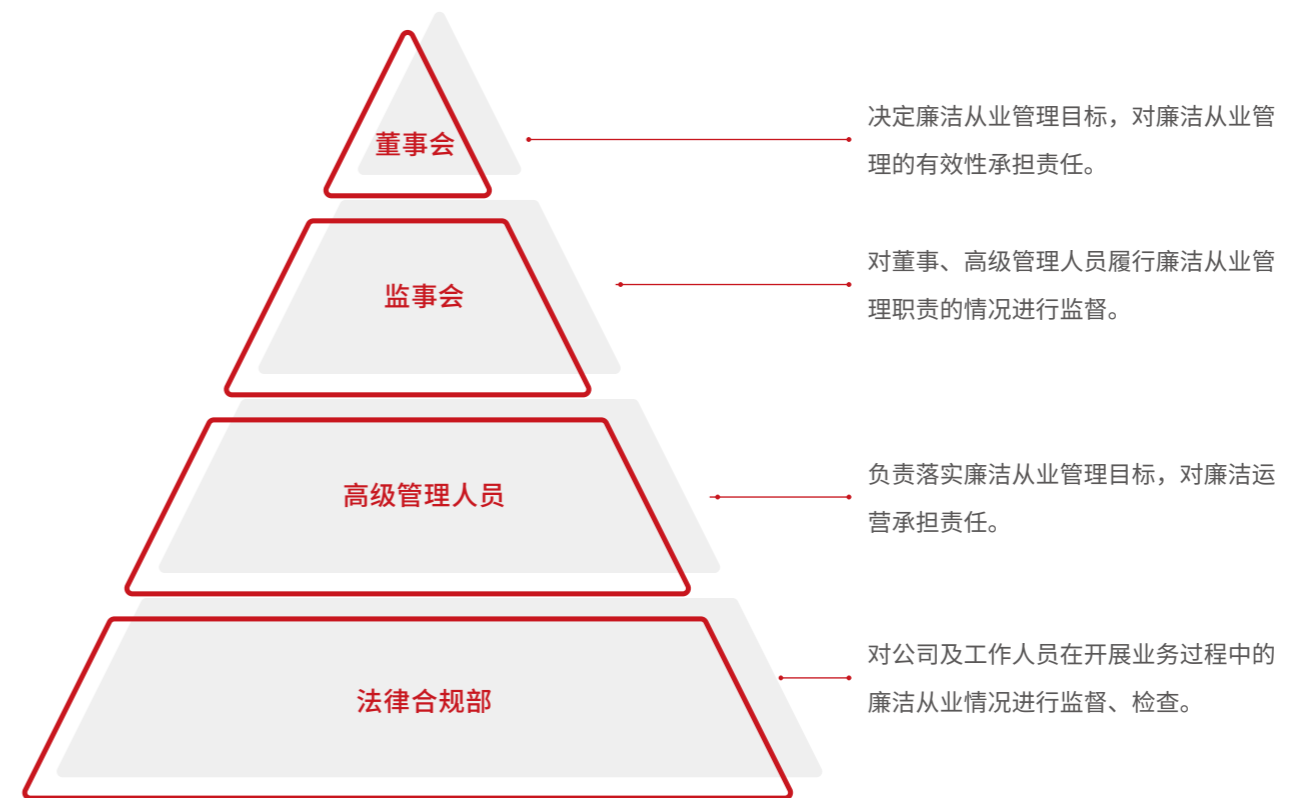 董事会
决定廉洁从业管理目标，对廉洁从业管
理的有效性承担责任。
监事会
对董事、高级管理人员履行廉洁从业管
理职责的情况进行监督。
高级管理人员
负责落实廉洁从业管理目标，对廉洁运
营承担责任。
法律合规部
对公司及工作人员在开展业务过程中的
廉洁从业情况进行监督、检查。